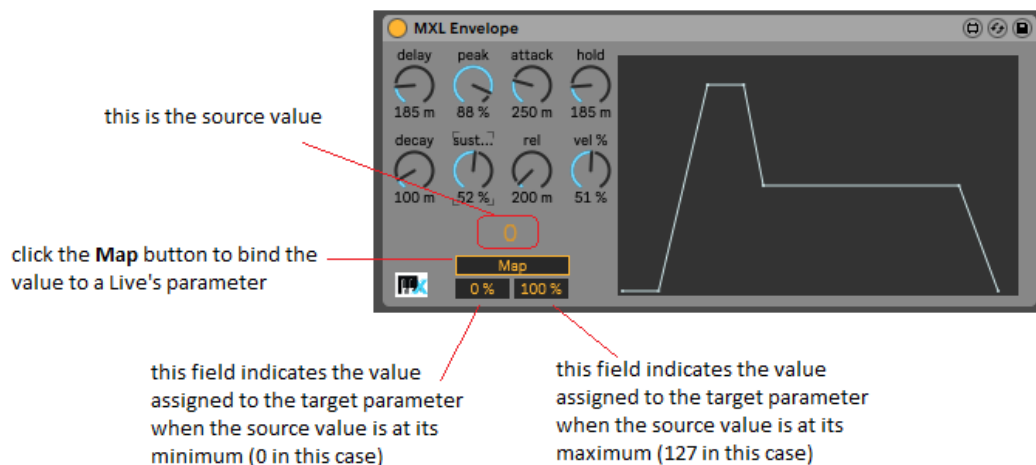 MXL Envelope
delay peak attack hold
185 m 88 % 250 m 185 m
decay sust... rel vel %
100 m 52 % 200 m 51 %
0
Map
0 % 100 %
this is the source value
click the Map button to bind the
value to a Live's parameter
this field indicates the value
assigned to the target parameter
when the source value is at its
minimum (0 in this case)
this field indicates the value
assigned to the target parameter
when the source value is at its
maximum (127 in this case)